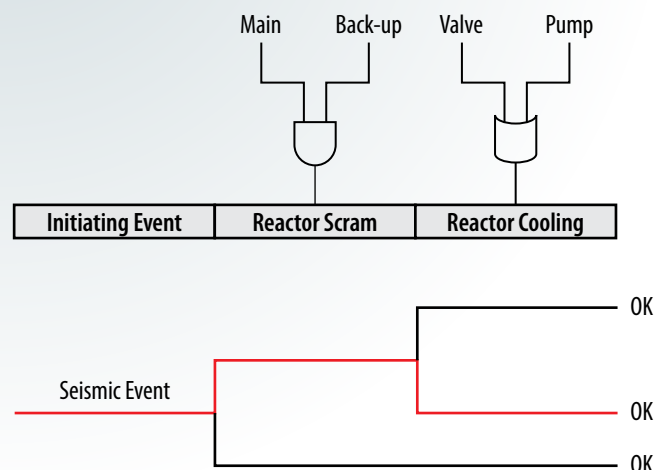 Main Back-up Valve Pump
Initiating Event Reactor Scram Reactor Cooling
OK
Seismic Event
OK
OK